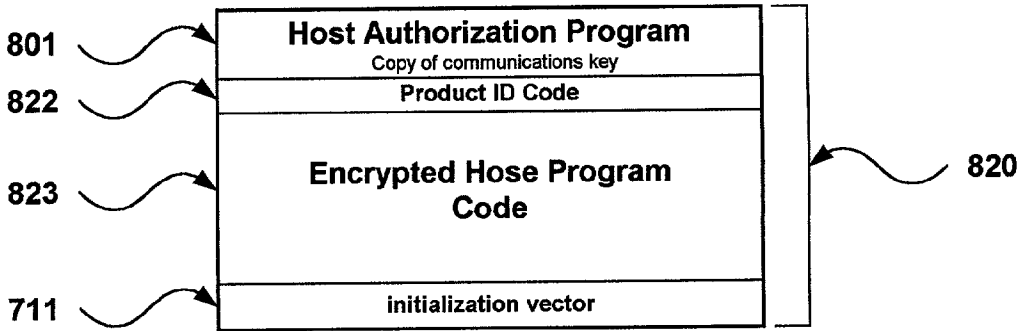 801
Host Authorization Program
Copy of communications key
822
Product ID Code
823
Encrypted Hose Program
Code
820
711
initialization vector